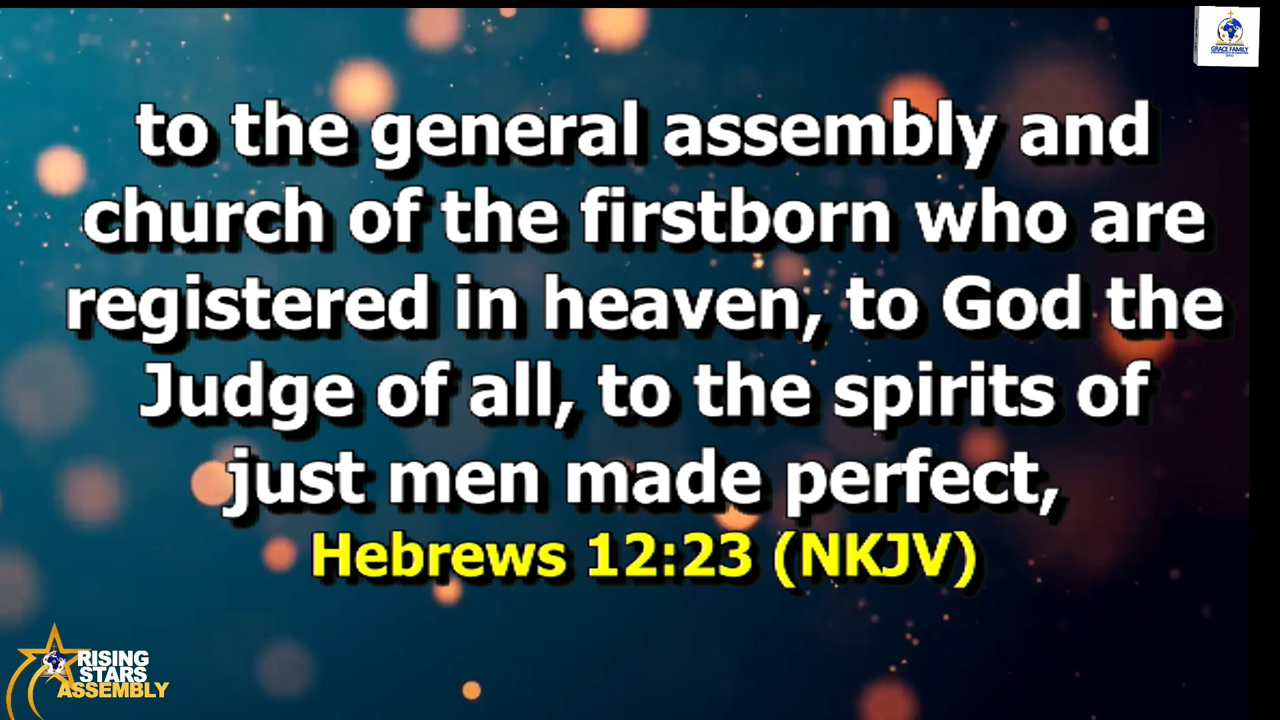 GRACE FAMILY
to the general assembly and
church of the firstborn who are
registered in heaven, to God the
Judge of all, to the spirits of
just men made perfect,
Hebrews 12:23 (NKJV)
RISING
STARS
ASSEMBLY